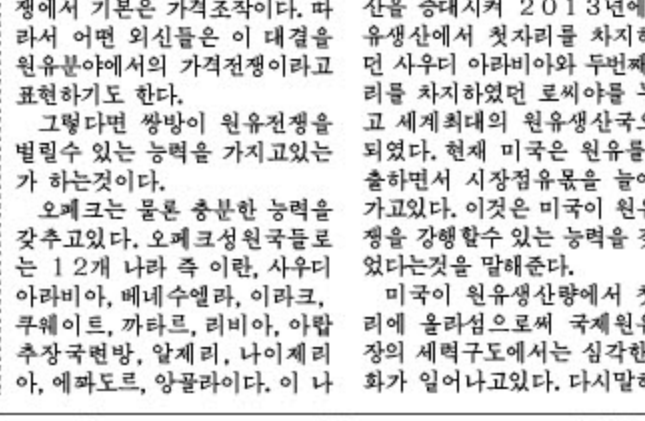 쟁에서 기본은 가격조작이다. 따
라서 어떤 외신들은 이 대결을
원유분야에서의 가격전쟁이라고
표현하기도 한다.
그렇다면 쌍방이 원유전쟁을
벌릴수 있는 능력을 가지고있는
가 하는것이다.
오페크는 물론 충분한 능력을
갖추고있다. 오페크성원국들로
는 12개 나라 즉 이란, 사우디
아라비아, 베네수엘라, 이라크,
쿠웨이트, 까타르, 리비아, 아랍
추장국련방, 알제리, 나이제리
아, 에꽈도르, 앙골라이다. 이 나
산을 증대시켜 2013년에
유생산에서 첫자리를 차지
던 사우디 아라비아와 두번째
리를 차지하였던 로씨야를
고 세계최대의 원유생산국
되였다. 현재 미국은 원유를
출하면서 시장점유몫을 늘
가고있다. 이것은 미국이 원
쟁을 강행할수 있는 능력을
었다는것을 말해준다.
미국이 원유생산량에서
리에 올라섬으로써 국제원
장의 세력구도에서는 심각한
화가 일어나고있다. 다시말